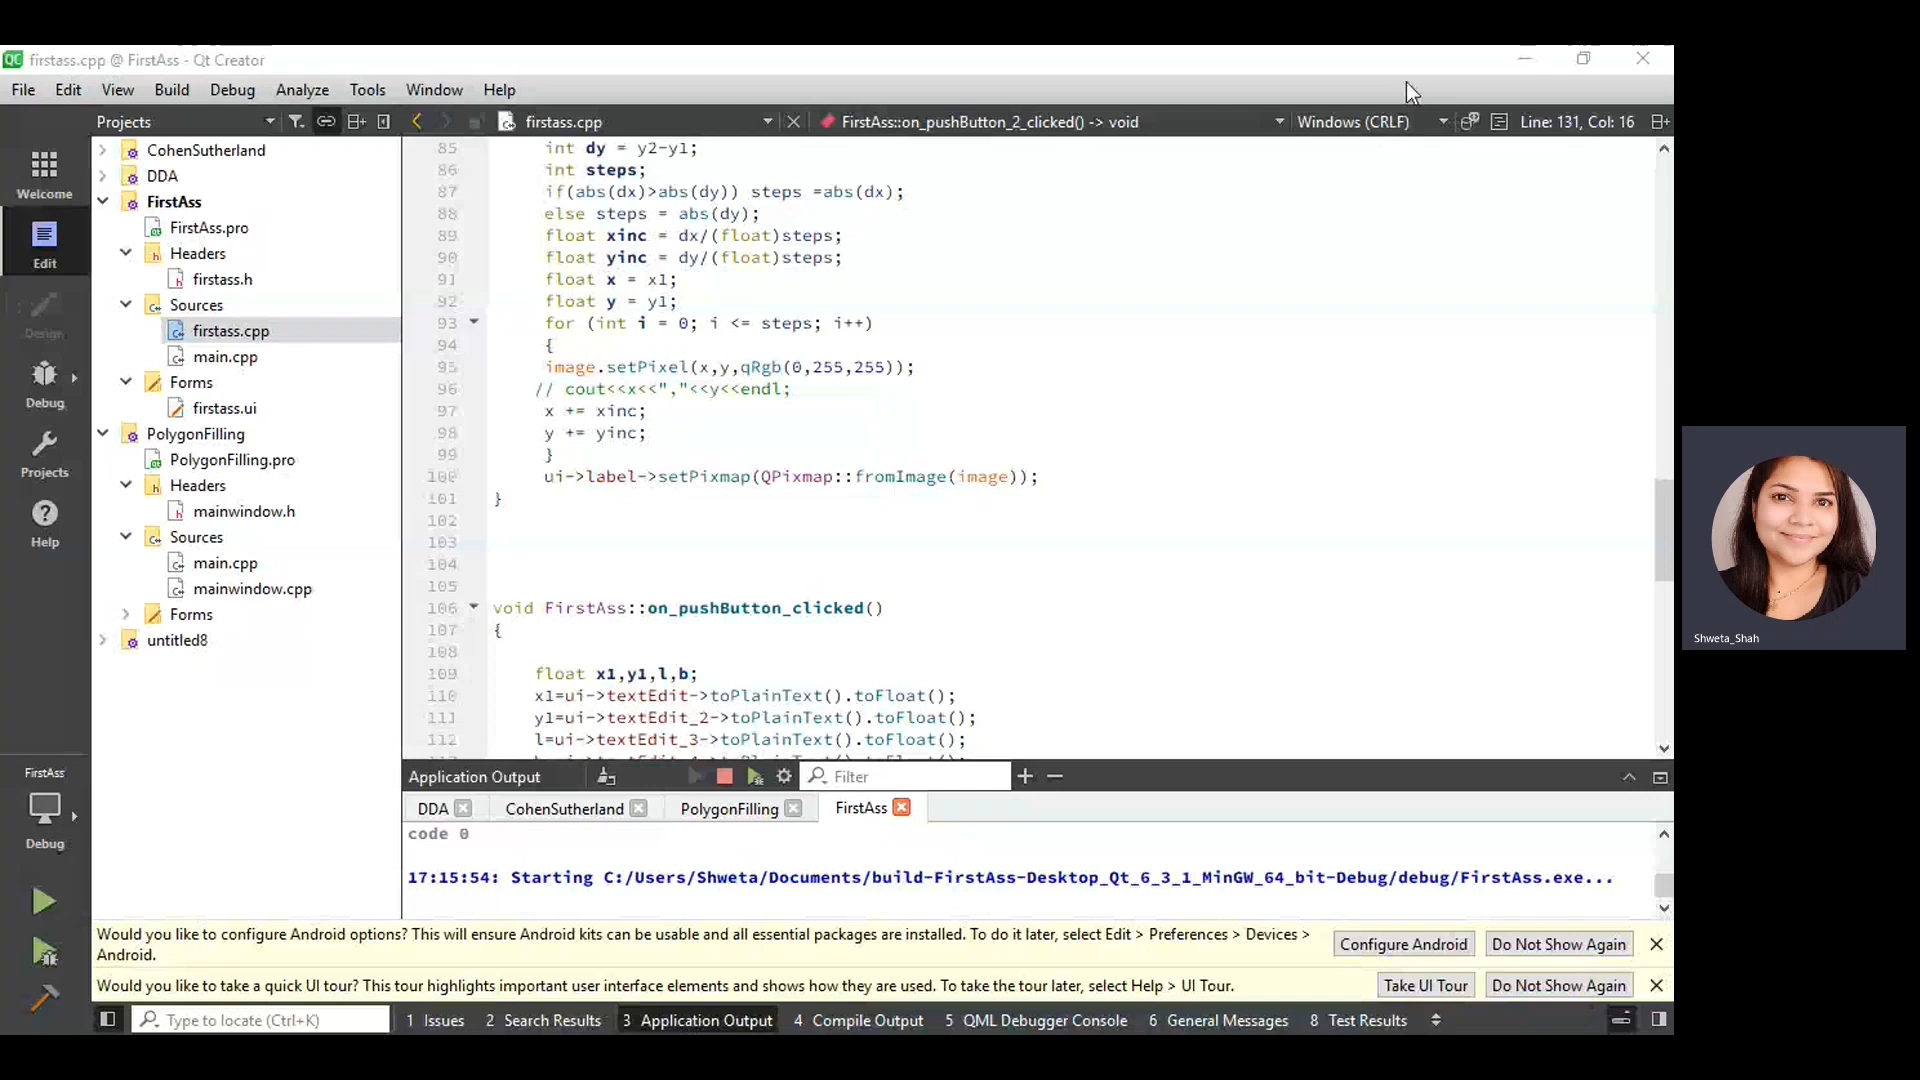 firstass.cpp @ FirstAss - Qt Creator
File Edit View Build Debug Analyze Tools Window Help
Projects firstass.cpp FirstAss::on_pushButton_2_clicked() -> void Windows (CRLF) Line: 131, Col: 16
Welcome
Edit
Design
Debug
Projects
Help
CohenSutherland
DDA
FirstAss
FirstAss.pro
Headers
firstass.h
Sources
firstass.cpp
main.cpp
Forms
firstass.ui
PolygonFilling
PolygonFilling.pro
Headers
mainwindow.h
Sources
main.cpp
mainwindow.cpp
Forms
untitled8
85 int dy = y2-y1;
86 int steps;
87 if(abs(dx)>abs(dy)) steps =abs(dx);
88 else steps = abs(dy);
89 float xinc = dx/(float)steps;
90 float yinc = dy/(float)steps;
91 float x = x1;
92 float y = y1;
93 for (int i = 0; i <= steps; i++)
94 {
95 image.setPixel(x,y,qRgb(0,255,255));
96 // cout<<x<<","<<y<<endl;
97 x += xinc;
98 y += yinc;
99 }
100 ui->label->setPixmap(QPixmap::fromImage(image));
101 }
102
103
104
105
106 void FirstAss::on_pushButton_clicked()
107 {
108
109 float x1,y1,l,b;
110 x1=ui->textEdit->toPlainText().toFloat();
111 y1=ui->textEdit_2->toPlainText().toFloat();
112 l=ui->textEdit_3->toPlainText().toFloat();
Application Output Filter
DDA CohenSutherland PolygonFilling FirstAss
code 0
17:15:54: Starting C:/Users/Shweta/Documents/build-FirstAss-Desktop_Qt_6_3_1_MinGW_64_bit-Debug/debug/FirstAss.exe...
FirstAss
Debug
Would you like to configure Android options? This will ensure Android kits can be usable and all essential packages are installed. To do it later, select Edit > Preferences > Devices > Android. Configure Android Do Not Show Again
Would you like to take a quick UI tour? This tour highlights important user interface elements and shows how they are used. To take the tour later, select Help > UI Tour. Take UI Tour Do Not Show Again
Type to locate (Ctrl+K) 1 Issues 2 Search Results 3 Application Output 4 Compile Output 5 QML Debugger Console 6 General Messages 8 Test Results
Shweta_Shah